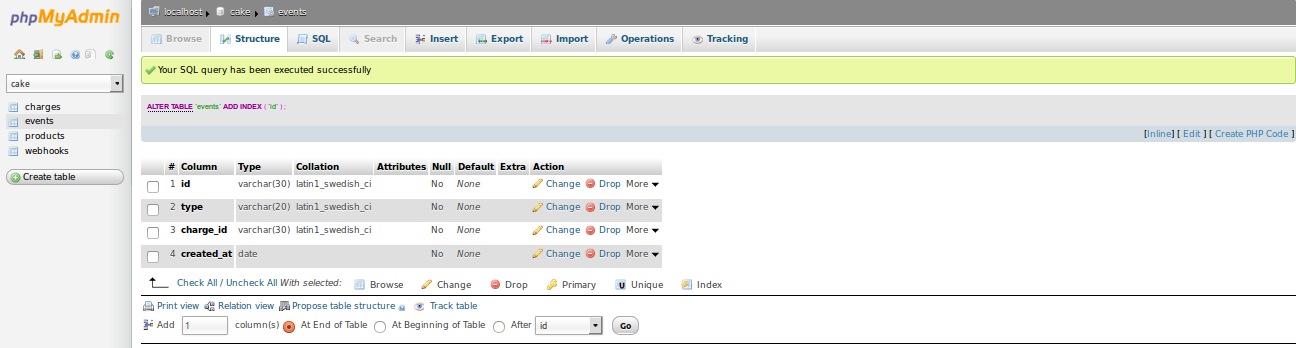 phpMyAdmin
localhost cake events
Browse Structure SQL Search Insert Export Import Operations Tracking
Your SQL query has been executed successfully
cake
ALTER TABLE `events` ADD INDEX ( `id` ) ;
charges
events
products
webhooks
[Inline] [ Edit ] [ Create PHP Code ]
Create table
# Column Type Collation Attributes Null Default Extra Action
1 id varchar(30) latin1_swedish_ci No None Change Drop More
2 type varchar(20) latin1_swedish_ci No None Change Drop More
3 charge_id varchar(30) latin1_swedish_ci No None Change Drop More
4 created_at date No None Change Drop More
Check All / Uncheck All With selected: Browse Change Drop Primary Unique Index
Print view Relation view Propose table structure Track table
Add 1 column(s) At End of Table At Beginning of Table After id Go